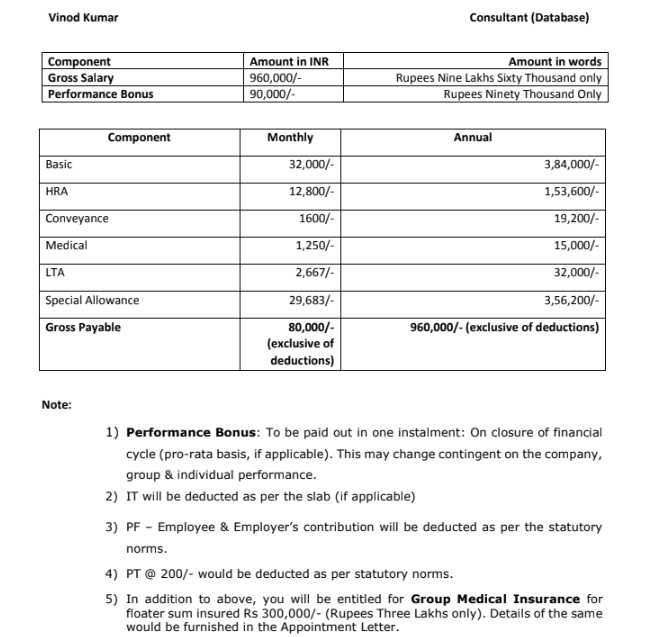 Vinod Kumar Consultant (Database)
Component Amount in INR Amount in words
Gross Salary 960,000/- Rupees Nine Lakhs Sixty Thousand only
Performance Bonus 90,000/- Rupees Ninety Thousand Only
Component Monthly Annual
Basic 32,000/- 3,84,000/-
HRA 12,800/- 1,53,600/-
Conveyance 1600/- 19,200/-
Medical 1,250/- 15,000/-
LTA 2,667/- 32,000/-
Special Allowance 29,683/- 3,56,200/-
Gross Payable 80,000/- 960,000/- (exclusive of deductions)
(exclusive of
deductions)
Note:
1) Performance Bonus: To be paid out in one instalment: On closure of financial
cycle (pro-rata basis, if applicable). This may change contingent on the company,
group & individual performance.
2) IT will be deducted as per the slab (if applicable)
3) PF – Employee & Employer's contribution will be deducted as per the statutory
norms.
4) PT @ 200/- would be deducted as per statutory norms.
5) In addition to above, you will be entitled for Group Medical Insurance for
floater sum insured Rs 300,000/- (Rupees Three Lakhs only). Details of the same
would be furnished in the Appointment Letter.